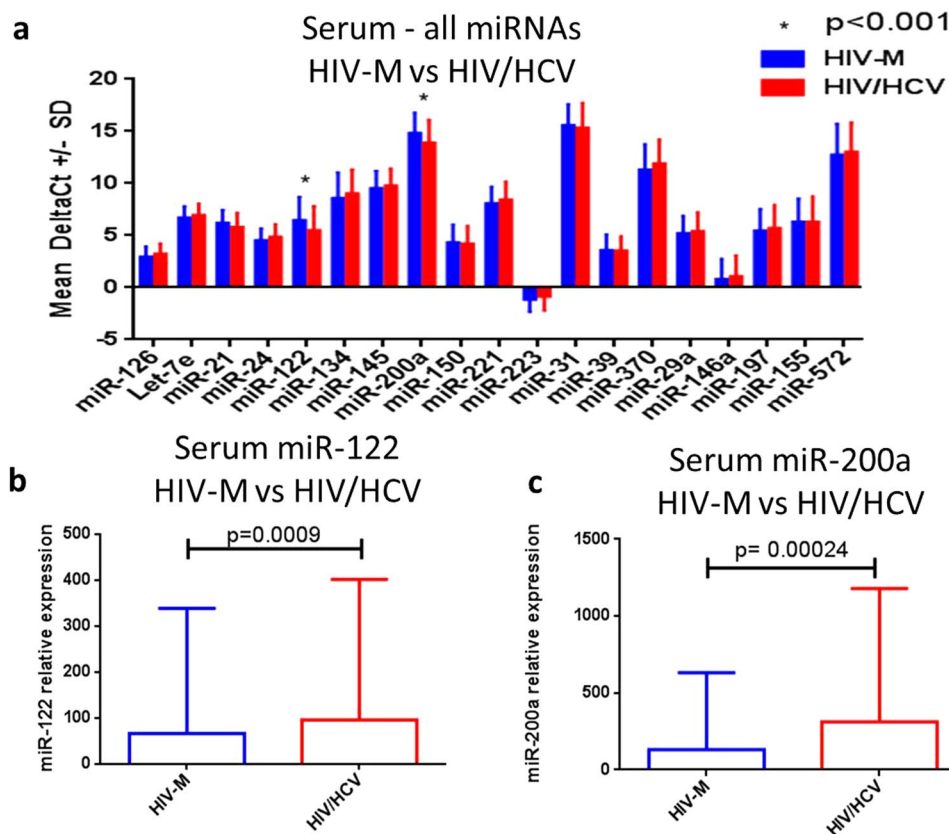 a
Serum - all miRNAs
HIV-M vs HIV/HCV
* p<0.001
HIV-M
HIV/HCV
Mean DeltaCt +/- SD
20
15
10
5
0
-5
*
*
miR-126
Let-7e
miR-21
miR-24
miR-122
miR-134
miR-145
miR-200a
miR-150
miR-221
miR-223
miR-31
miR-39
miR-370
miR-29a
miR-146a
miR-197
miR-155
miR-572
b
Serum miR-122
HIV-M vs HIV/HCV
p=0.0009
miR-122 relative expression
500
400
300
200
100
0
HIV-M
HIV/HCV
c
Serum miR-200a
HIV-M vs HIV/HCV
p= 0.00024
miR-200a relative expression
1500
1000
500
0
HIV-M
HIV/HCV